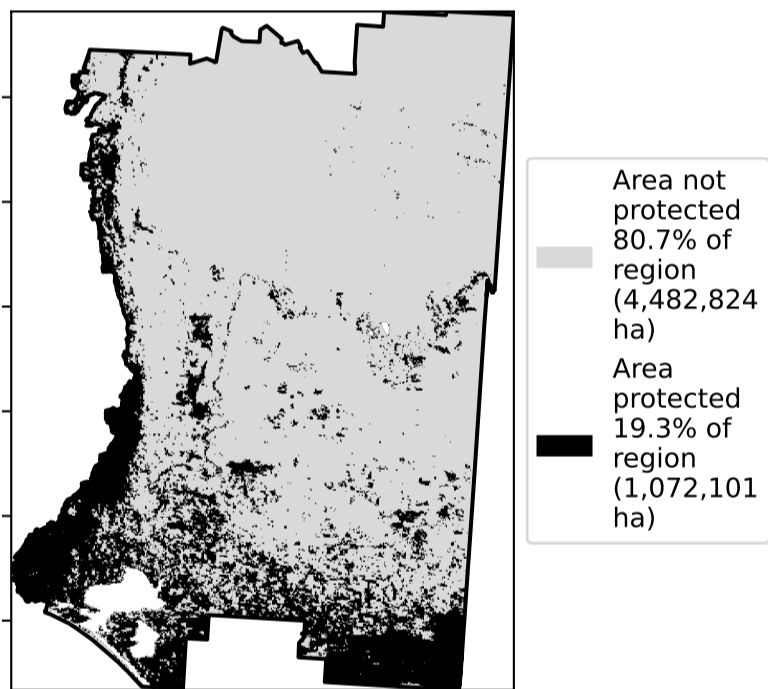 Area not
protected
80.7% of
region
(4,482,824
ha)
Area
protected
19.3% of
region
(1,072,101
ha)